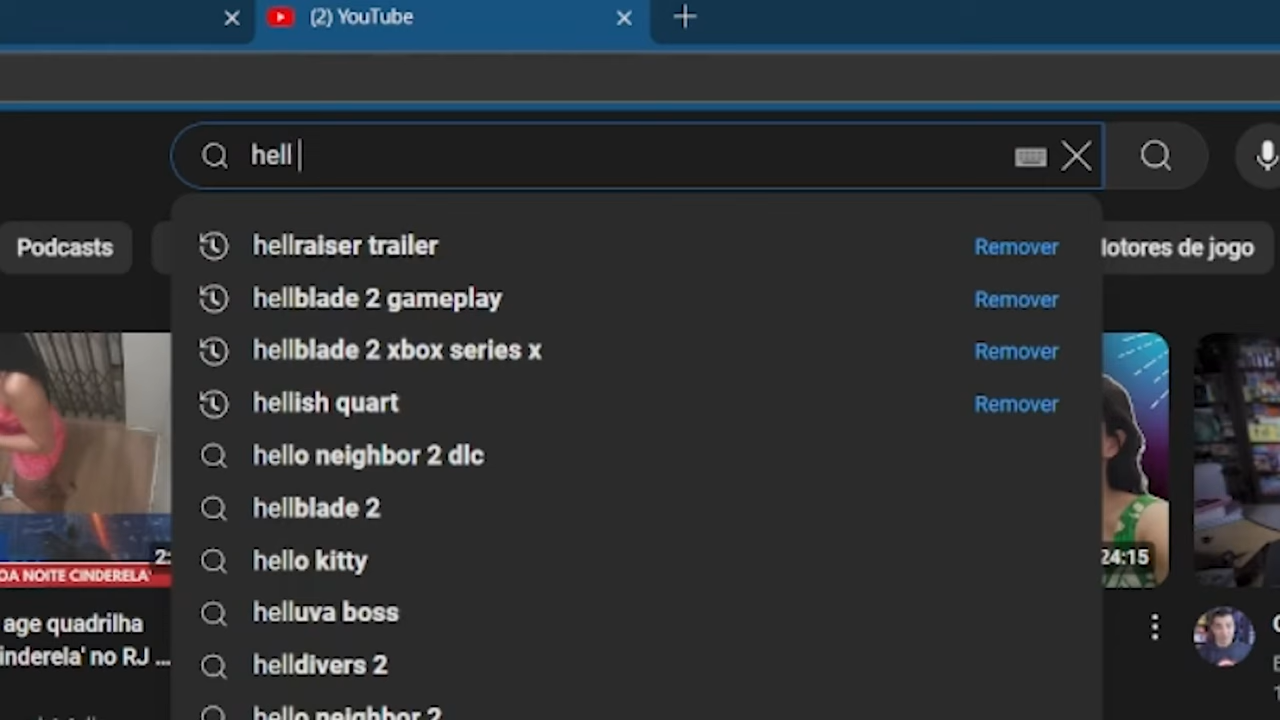 (2) YouTube
hell
Podcasts
hellraiser trailer
Remover
hellblade 2 gameplay
Remover
hellblade 2 xbox series x
Remover
hellish quart
Remover
hello neighbor 2 dlc
hellblade 2
hello kitty
helluva boss
helldivers 2
hello neighbor 2
lotores de jogo
2:
OA NOITE CINDERELA'
age quadrilha
inderela' no RJ ...
24:15